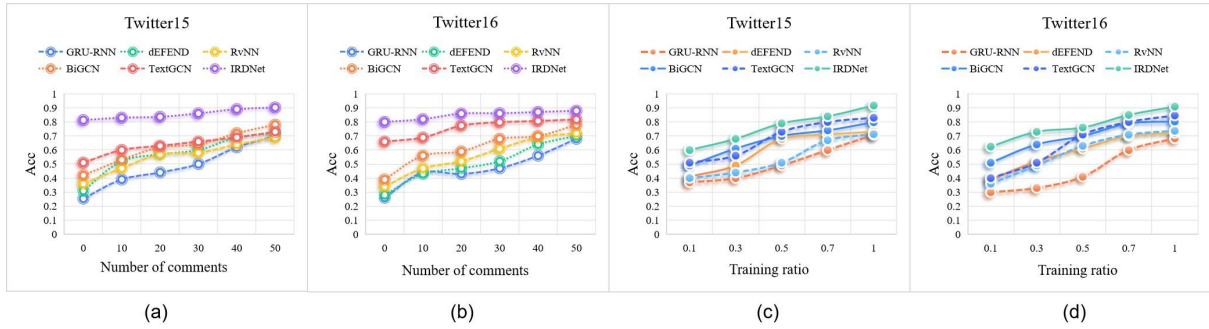 Twitter15
GRU-RNN dEFEND RvNN
BiGCN TextGCN IRDNet
1
0.9
0.8
0.7
0.6
0.5
0.4
0.3
0.2
0.1
0
Acc
0 10 20 30 40 50
Number of comments
(a)
Twitter16
GRU-RNN dEFEND RvNN
BiGCN TextGCN IRDNet
1
0.9
0.8
0.7
0.6
0.5
0.4
0.3
0.2
0.1
0
Acc
0 10 20 30 40 50
Number of comments
(b)
Twitter15
GRU-RNN dEFEND RvNN
BiGCN TextGCN IRDNet
1
0.9
0.8
0.7
0.6
0.5
0.4
0.3
0.2
0.1
0
Acc
0.1 0.3 0.5 0.7 1
Training ratio
(c)
Twitter16
GRU-RNN dEFEND RvNN
BiGCN TextGCN IRDNet
1
0.9
0.8
0.7
0.6
0.5
0.4
0.3
0.2
0.1
0
Acc
0.1 0.3 0.5 0.7 1
Training ratio
(d)